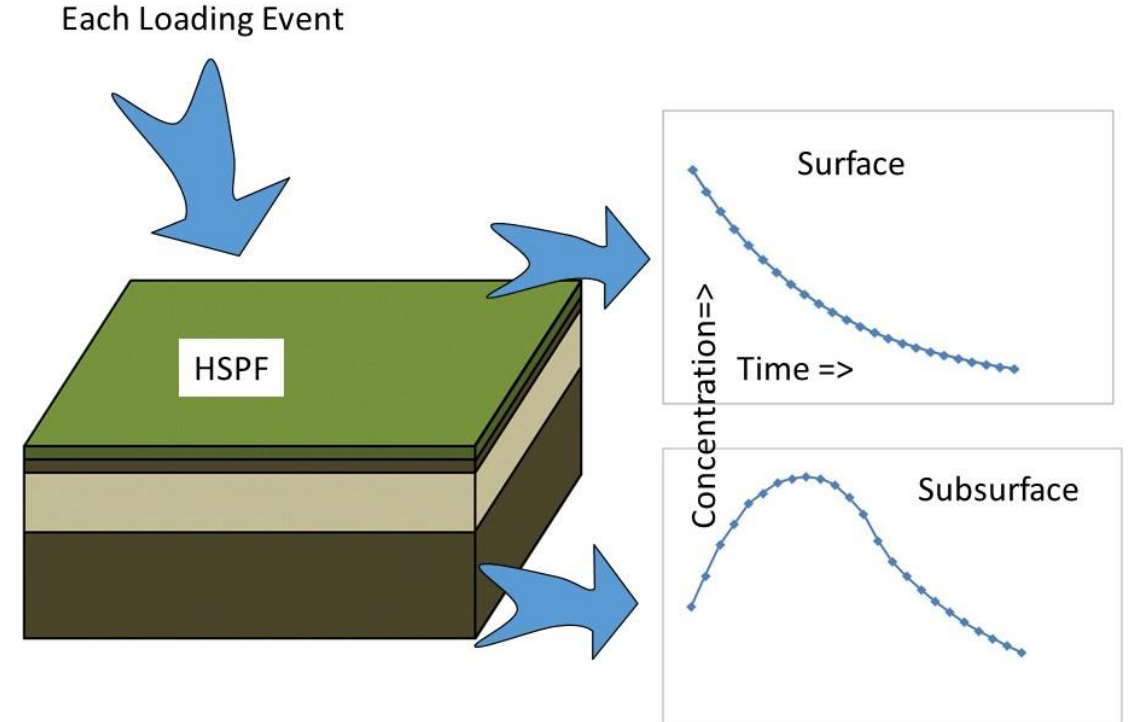 Each Loading Event
HSPF
Surface
Time =>
Concentration=>
Subsurface